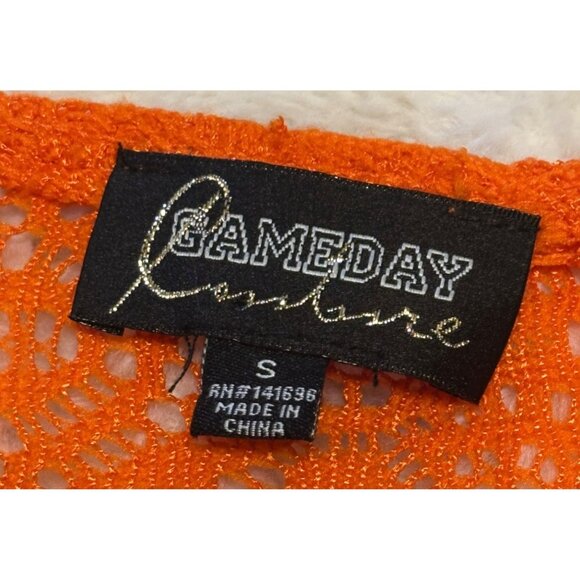 GAMEDAY
Couture
S
RN#141696
MADE IN
CHINA